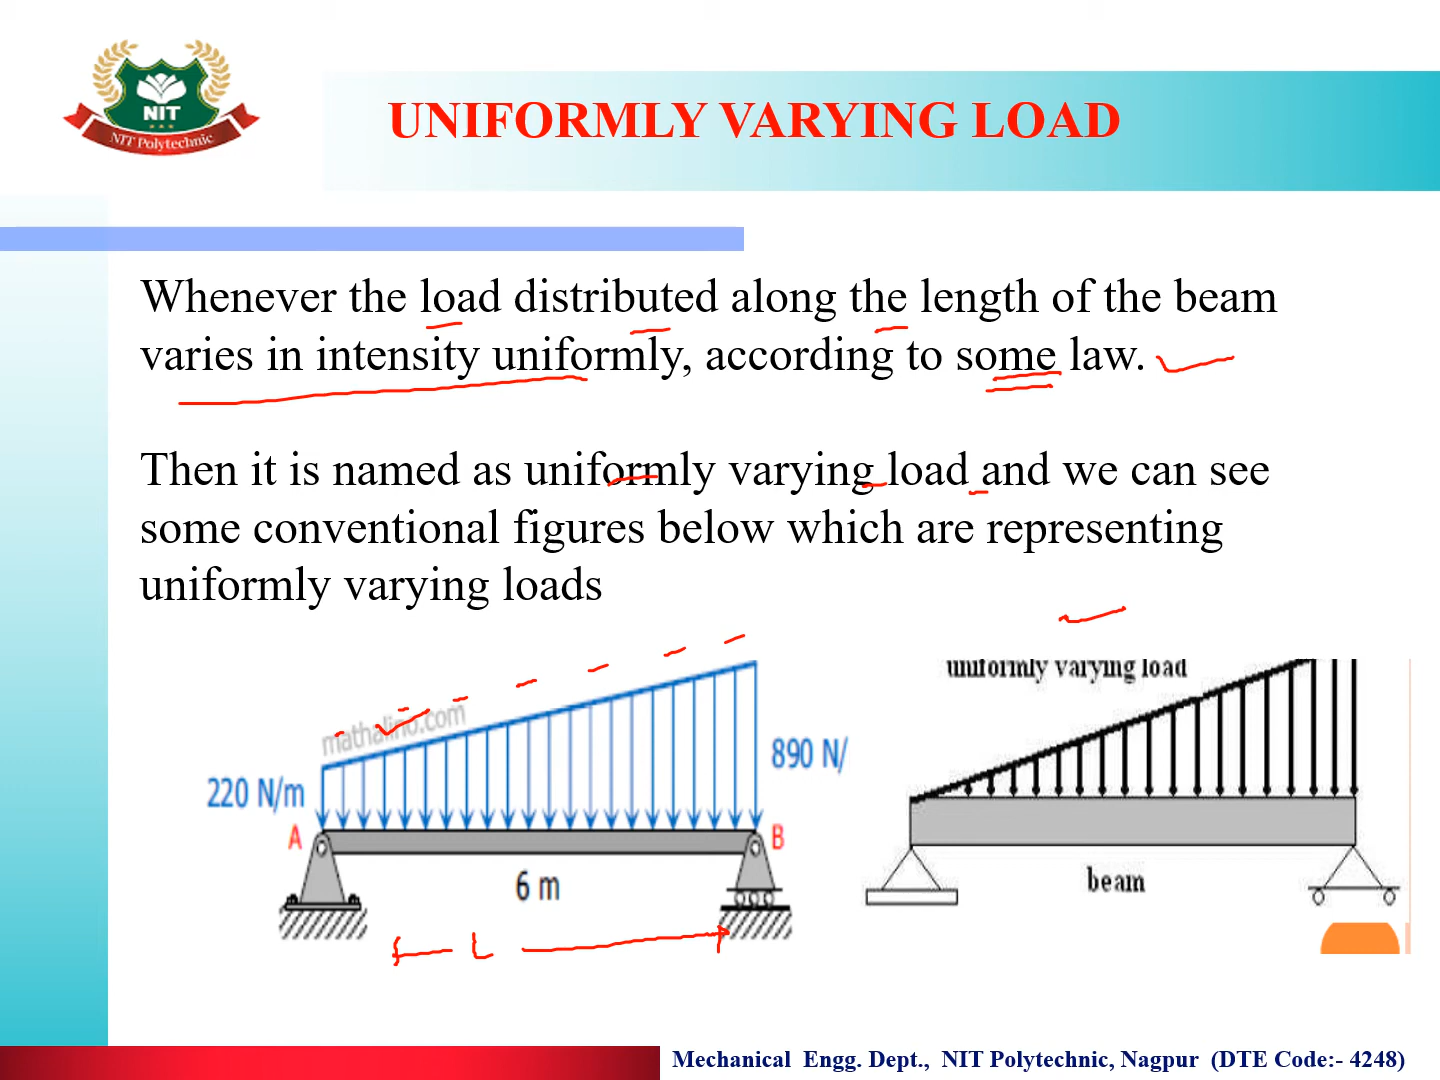 NIT
NIT Polytechnic
UNIFORMLY VARYING LOAD
Whenever the load distributed along the length of the beam
varies in intensity uniformly, according to some law.
Then it is named as uniformly varying load and we can see
some conventional figures below which are representing
uniformly varying loads
mathalino.com
220 N/m
890 N/
A
B
6 m
L
uniformly varying load
beam
Mechanical Engg. Dept., NIT Polytechnic, Nagpur (DTE Code:- 4248)